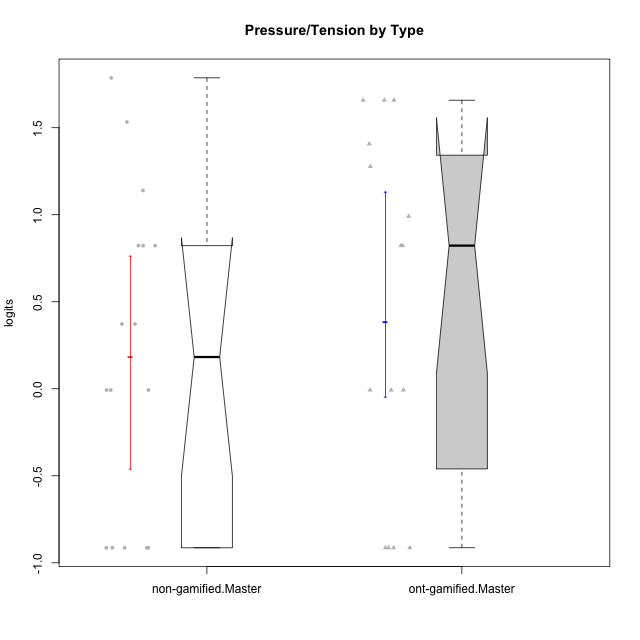 Pressure/Tension by Type
logits
1.5
1.0
0.5
0.0
-0.5
-1.0
non-gamified.Master
ont-gamified.Master